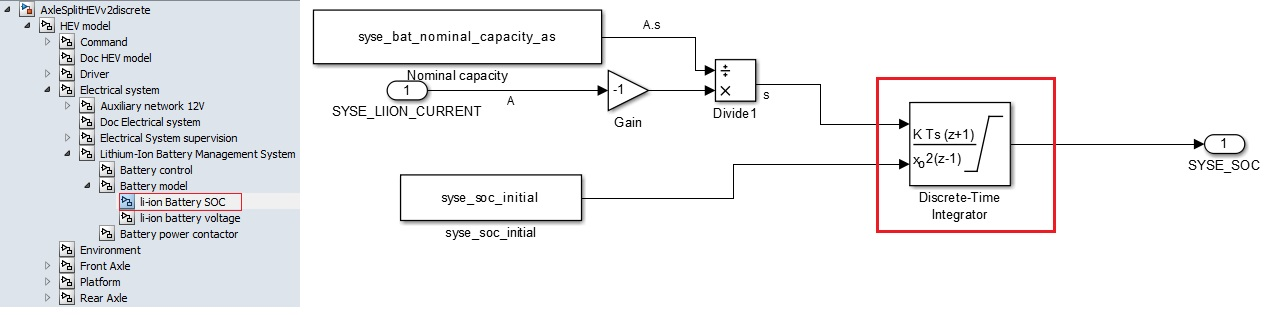 AxleSplitHEVv2discrete
HEV model
Command
Doc HEV model
Driver
Electrical system
Auxiliary network 12V
Doc Electrical system
Electrical System supervision
Lithium-Ion Battery Management System
Battery control
Battery model
li-ion Battery SOC
li-ion battery voltage
Battery power contactor
Environment
Front Axle
Platform
Rear Axle
syse_bat_nominal_capacity_as
Nominal capacity
A.s
1
SYSE_LIION_CURRENT
A
-1
Gain
÷
×
Divide1
s
syse_soc_initial
syse_soc_initial
K Ts (z+1)
x0 2(z-1)
Discrete-Time
Integrator
1
SYSE_SOC